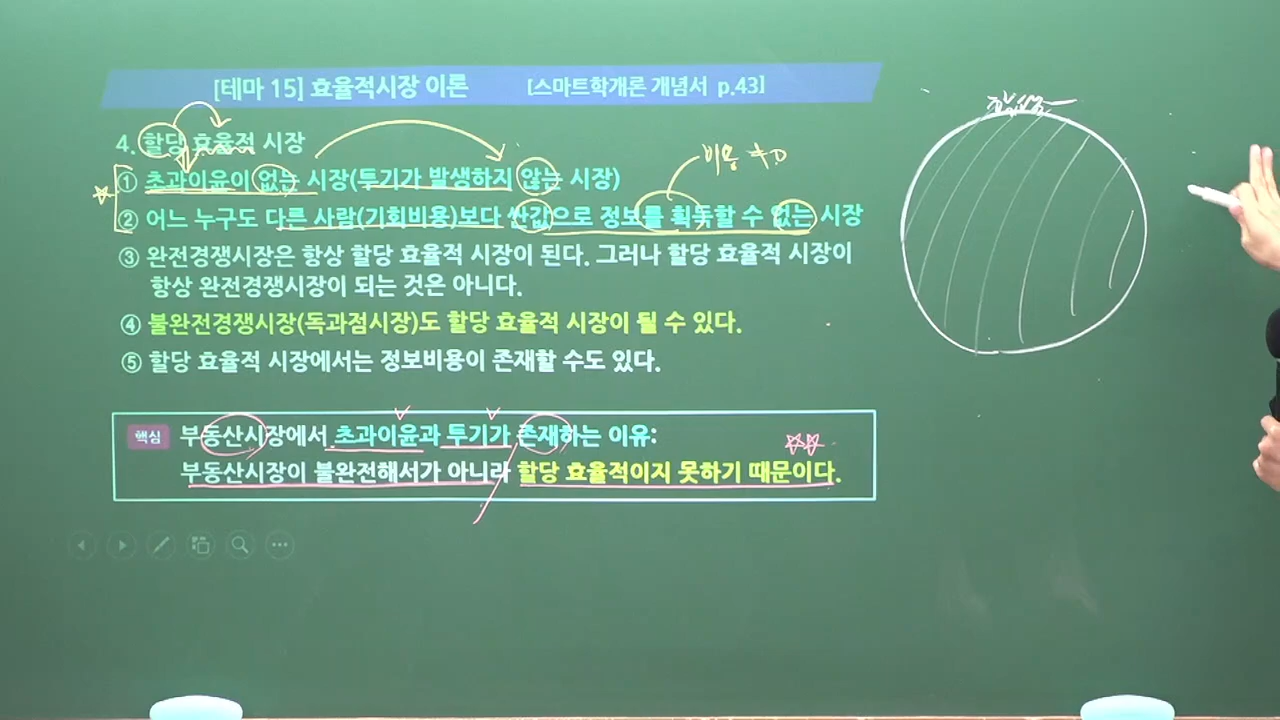 [테마 15] 효율적시장 이론 [스마트학개론 개념서 p.43]
4. 할당 효율적 시장
① 초과이윤이 없는 시장(투기가 발생하지 않는 시장)
② 어느 누구도 다른 사람(기회비용)보다 싼값으로 정보를 획득할 수 없는 시장
③ 완전경쟁시장은 항상 할당 효율적 시장이 된다. 그러나 할당 효율적 시장이
항상 완전경쟁시장이 되는 것은 아니다.
④ 불완전경쟁시장(독과점시장)도 할당 효율적 시장이 될 수 있다.
⑤ 할당 효율적 시장에서는 정보비용이 존재할 수도 있다.
핵심 부동산시장에서 초과이윤과 투기가 존재하는 이유:
부동산시장이 불완전해서가 아니라 할당 효율적이지 못하기 때문이다.